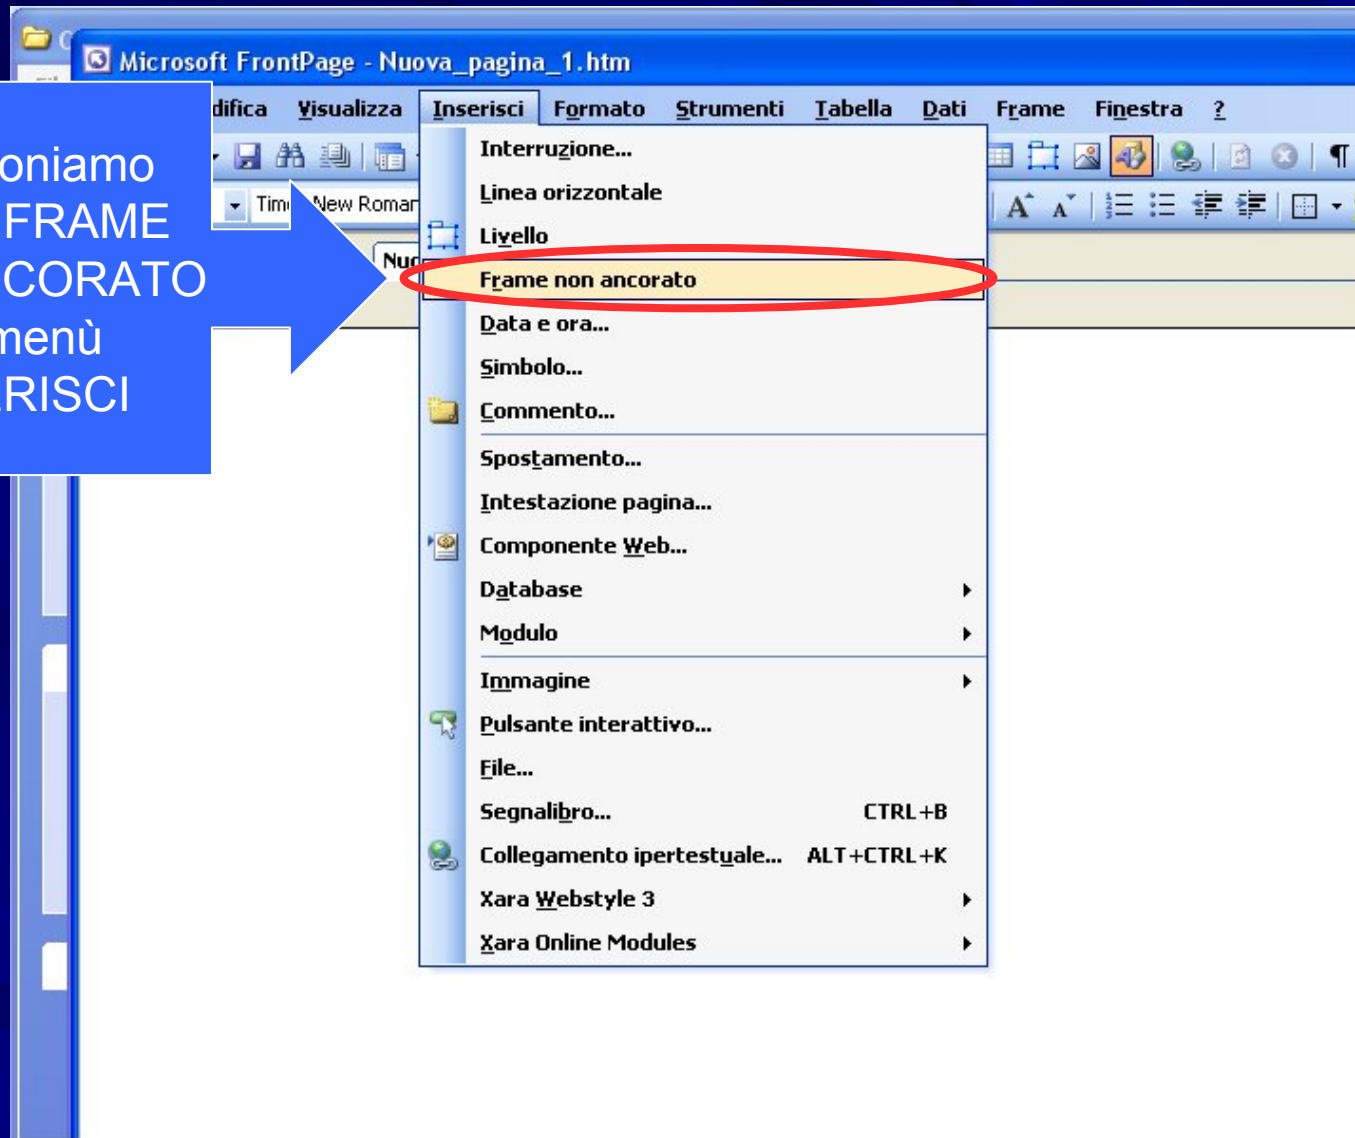 Microsoft FrontPage - Nuova_pagina_1.htm
difica Visualizza Inserisci Formato Strumenti Tabella Dati Frame Finestra ?
New Roman
oniamo
FRAME
CORATO
menù
RISCI
Interruzione...
Linea orizzontale
Livello
Frame non ancorato
Data e ora...
Simbolo...
Commento...
Spostamento...
Intestazione pagina...
Componente Web...
Database
Modulo
Immagine
Pulsante interattivo...
File...
Segnalibro... CTRL+B
Collegamento ipertestuale... ALT+CTRL+K
Xara Webstyle 3
Xara Online Modules